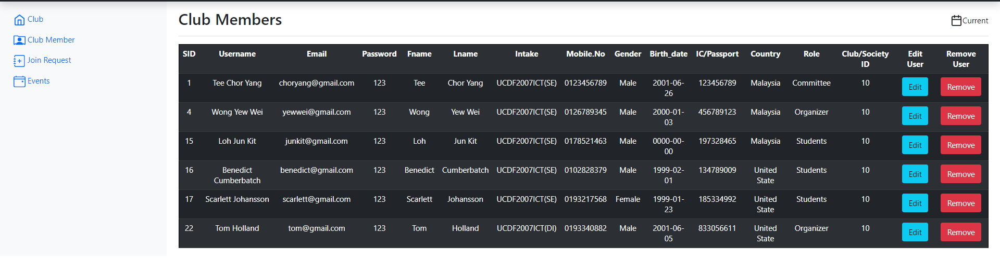 Club
Club Member
Join Request
Events
Club Members
Current
SID Username Email Password Fname Lname Intake Mobile.No Gender Birth_date IC/Passport Country Role Club/Society ID Edit User Remove User
1 Tee Chor Yang choryang@gmail.com 123 Tee Chor Yang UCDF2007ICT(SE) 0123456789 Male 2001-06-26 123456789 Malaysia Committee 10 Edit Remove
4 Wong Yew Wei yewwei@gmail.com 123 Wong Yew Wei UCDF2007ICT(SE) 0126789345 Male 2000-01-03 456789123 Malaysia Organizer 10 Edit Remove
15 Loh Jun Kit junkit@gmail.com 123 Loh Jun Kit UCDF2007ICT(SE) 0178521463 Male 0000-00-00 197328465 Malaysia Students 10 Edit Remove
16 Benedict Cumberbatch benedict@gmail.com 123 Benedict Cumberbatch UCDF2007ICT(SE) 0102828379 Male 1999-02-01 134789009 United State Students 10 Edit Remove
17 Scarlett Johansson scarlett@gmail.com 123 Scarlett Johansson UCDF2007ICT(SE) 0193217568 Female 1999-01-23 185334992 United State Students 10 Edit Remove
22 Tom Holland tom@gmail.com 123 Tom Holland UCDF2007ICT(DI) 0193340882 Male 2001-06-05 833056611 United State Organizer 10 Edit Remove